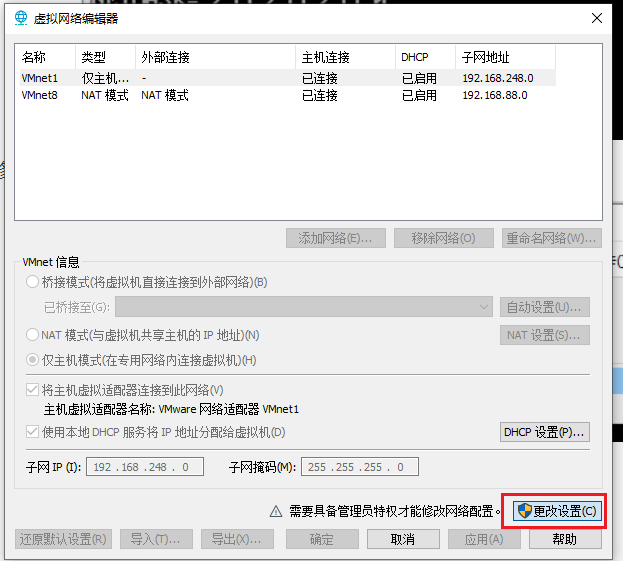 虚拟网络编辑器
名称 类型 外部连接 主机连接 DHCP 子网地址
VMnet1 仅主机... - 已连接 已启用 192.168.248.0
VMnet8 NAT 模式 NAT 模式 已连接 已启用 192.168.88.0
添加网络(E)... 移除网络(O) 重命名网络(W)...
VMnet 信息
桥接模式(将虚拟机直接连接到外部网络)(B)
已桥接至(G): 自动设置(U)...
NAT 模式(与虚拟机共享主机的 IP 地址)(N) NAT 设置(S)...
仅主机模式(在专用网络内连接虚拟机)(H)
将主机虚拟适配器连接到此网络(V)
主机虚拟适配器名称: VMware 网络适配器 VMnet1
使用本地 DHCP 服务将 IP 地址分配给虚拟机(D) DHCP 设置(P)...
子网 IP (I): 192 . 168 . 248 . 0 子网掩码(M): 255 . 255 . 255 . 0
需要具备管理员特权才能修改网络配置。 更改设置(C)
还原默认设置(R) 导入(T)... 导出(X)... 确定 取消 应用(A) 帮助